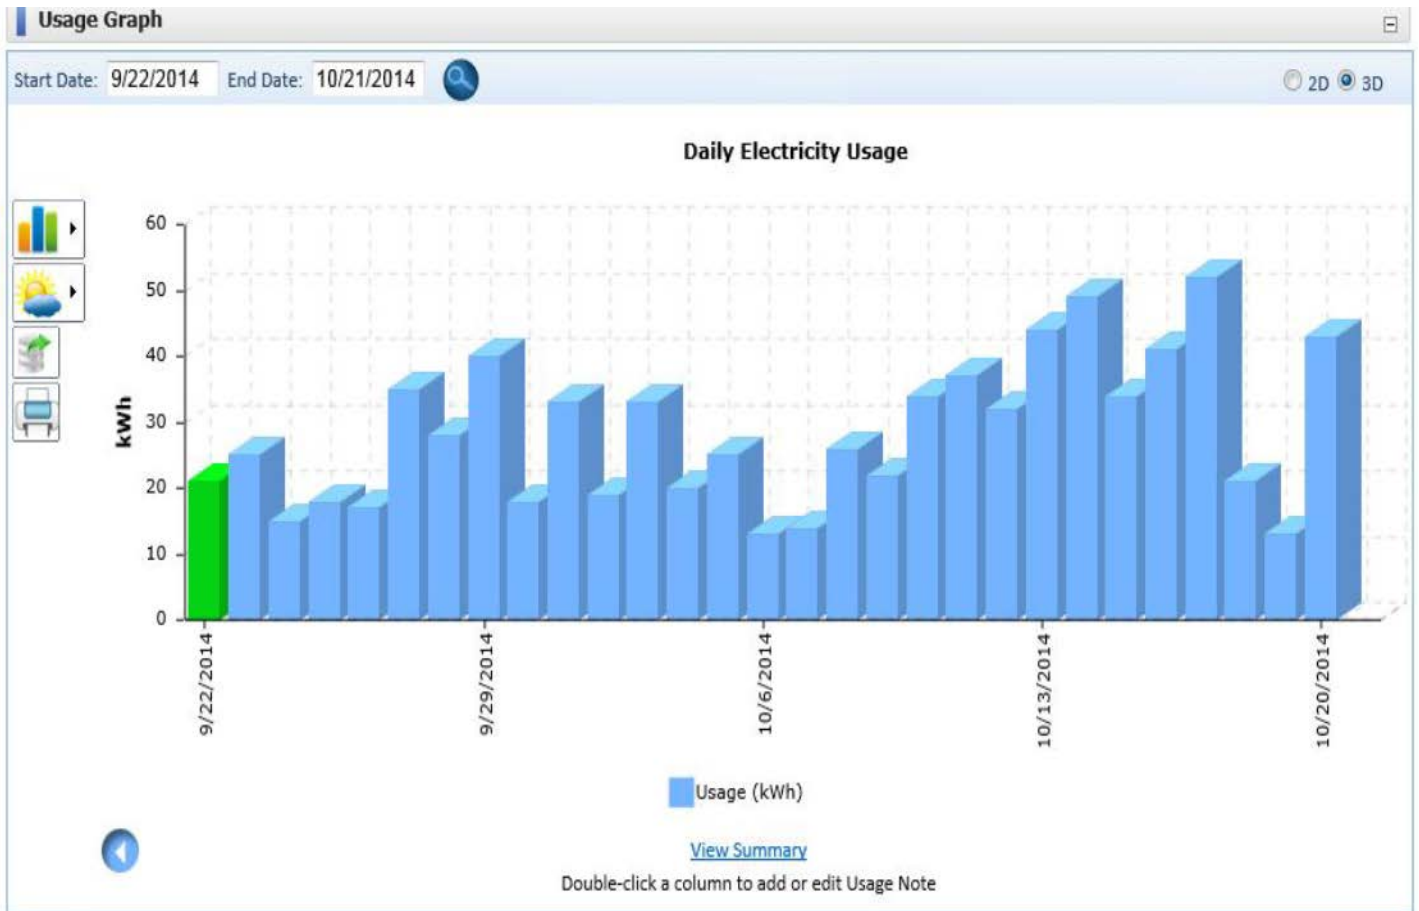 Usage Graph
Start Date: 9/22/2014 End Date: 10/21/2014 2D 3D
Daily Electricity Usage
60
50
40
30
20
10
0
kWh
9/22/2014
9/29/2014
10/6/2014
10/13/2014
10/20/2014
Usage (kWh)
View Summary
Double-click a column to add or edit Usage Note